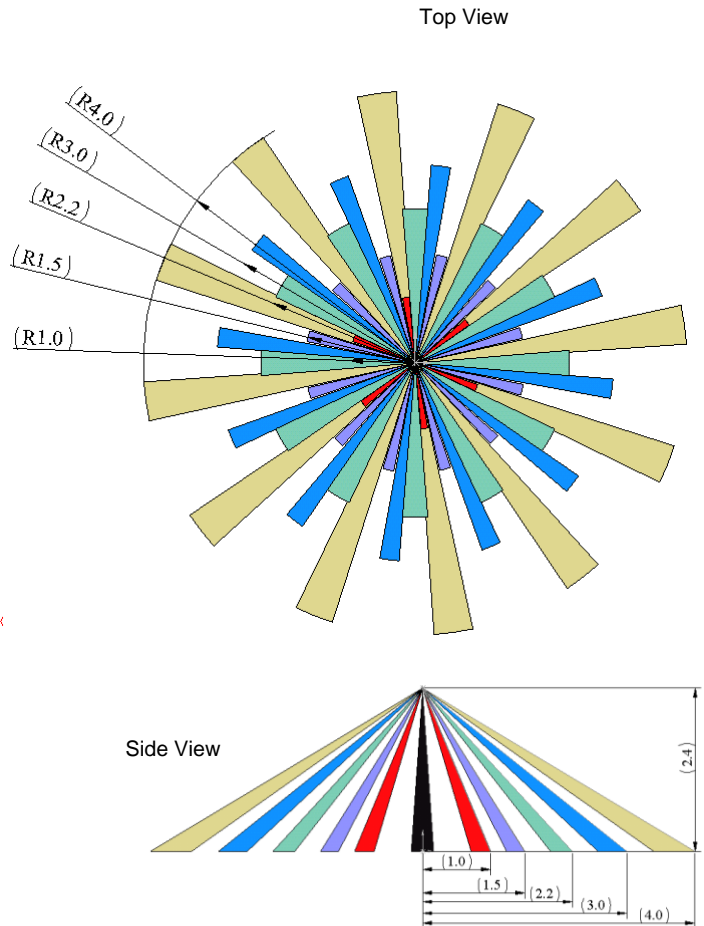 Top View
(R4.0)
(R3.0)
(R2.2)
(R1.5)
(R1.0)
Side View
(2.4)
(1.0)
(1.5)
(2.2)
(3.0)
(4.0)